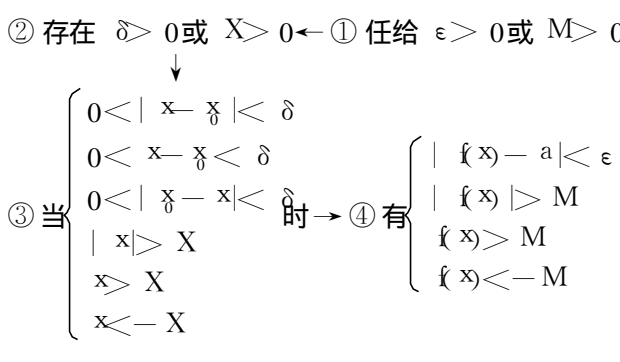 ② 存在 δ> 0或 X> 0← ① 任给 ε> 0或 M> 0
↓
③ 当
0<| x－x₀ |< δ
0< x－x₀< δ
0<| x₀－x|< δ
| x|> X
x> X
x<－X
时→ ④ 有
| f(x)－a|< ε
| f(x) |> M
f(x)> M
f(x)<－M